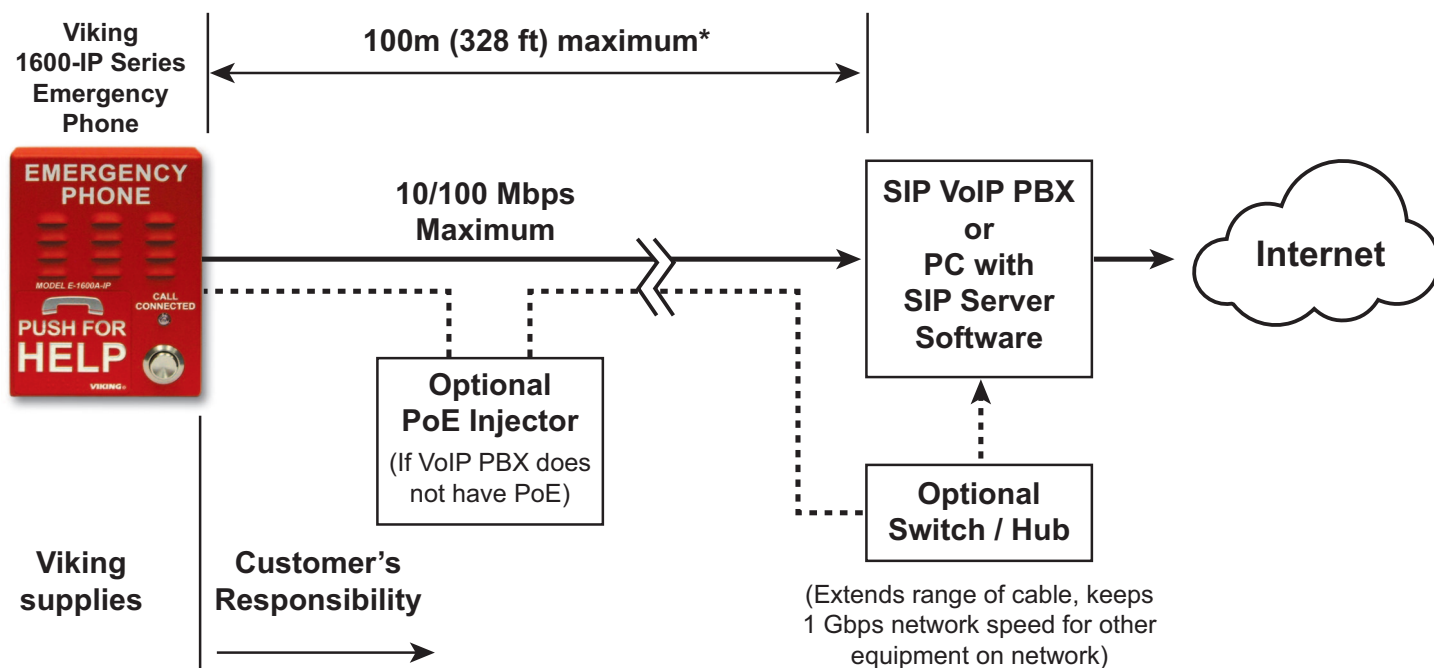 Viking
1600-IP Series
Emergency
Phone
100m (328 ft) maximum*
EMERGENCY
PHONE
MODEL E-1600A-IP
CALL
CONNECTED
PUSH FOR
HELP
VIKING®
10/100 Mbps
Maximum
SIP VoIP PBX
or
PC with
SIP Server
Software
Internet
Optional
PoE Injector
(If VoIP PBX does
not have PoE)
Optional
Switch / Hub
(Extends range of cable, keeps
1 Gbps network speed for other
equipment on network)
Viking
supplies
Customer’s
Responsibility